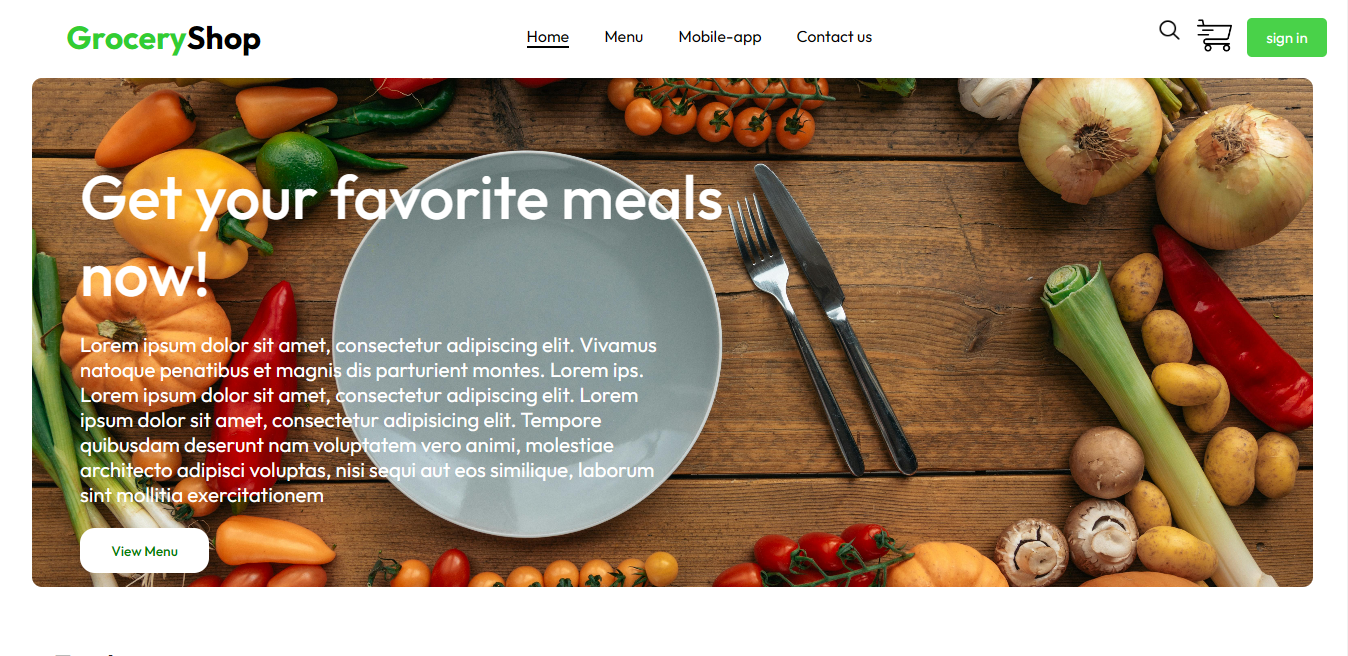 GroceryShop
Home Menu Mobile-app Contact us
sign in
Get your favorite meals
now!
Lorem ipsum dolor sit amet, consectetur adipiscing elit. Vivamus
natoque penatibus et magnis dis parturient montes. Lorem ips.
Lorem ipsum dolor sit amet, consectetur adipiscing elit. Lorem
ipsum dolor sit amet, consectetur adipisicing elit. Tempore
quibusdam deserunt nam voluptatem vero animi, molestiae
architecto adipisci voluptas, nisi sequi aut eos similique, laborum
sint mollitia exercitationem
View Menu